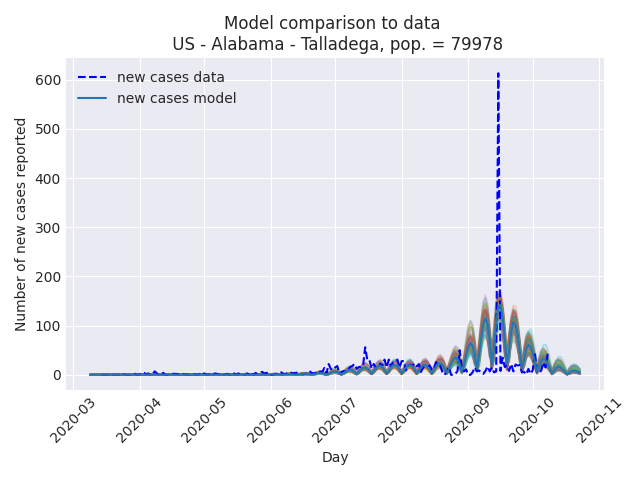 Model comparison to data
US - Alabama - Talladega, pop. = 79978
new cases data
new cases model
Number of new cases reported
600
500
400
300
200
100
0
2020-03
2020-04
2020-05
2020-06
2020-07
2020-08
2020-09
2020-10
2020-11
Day